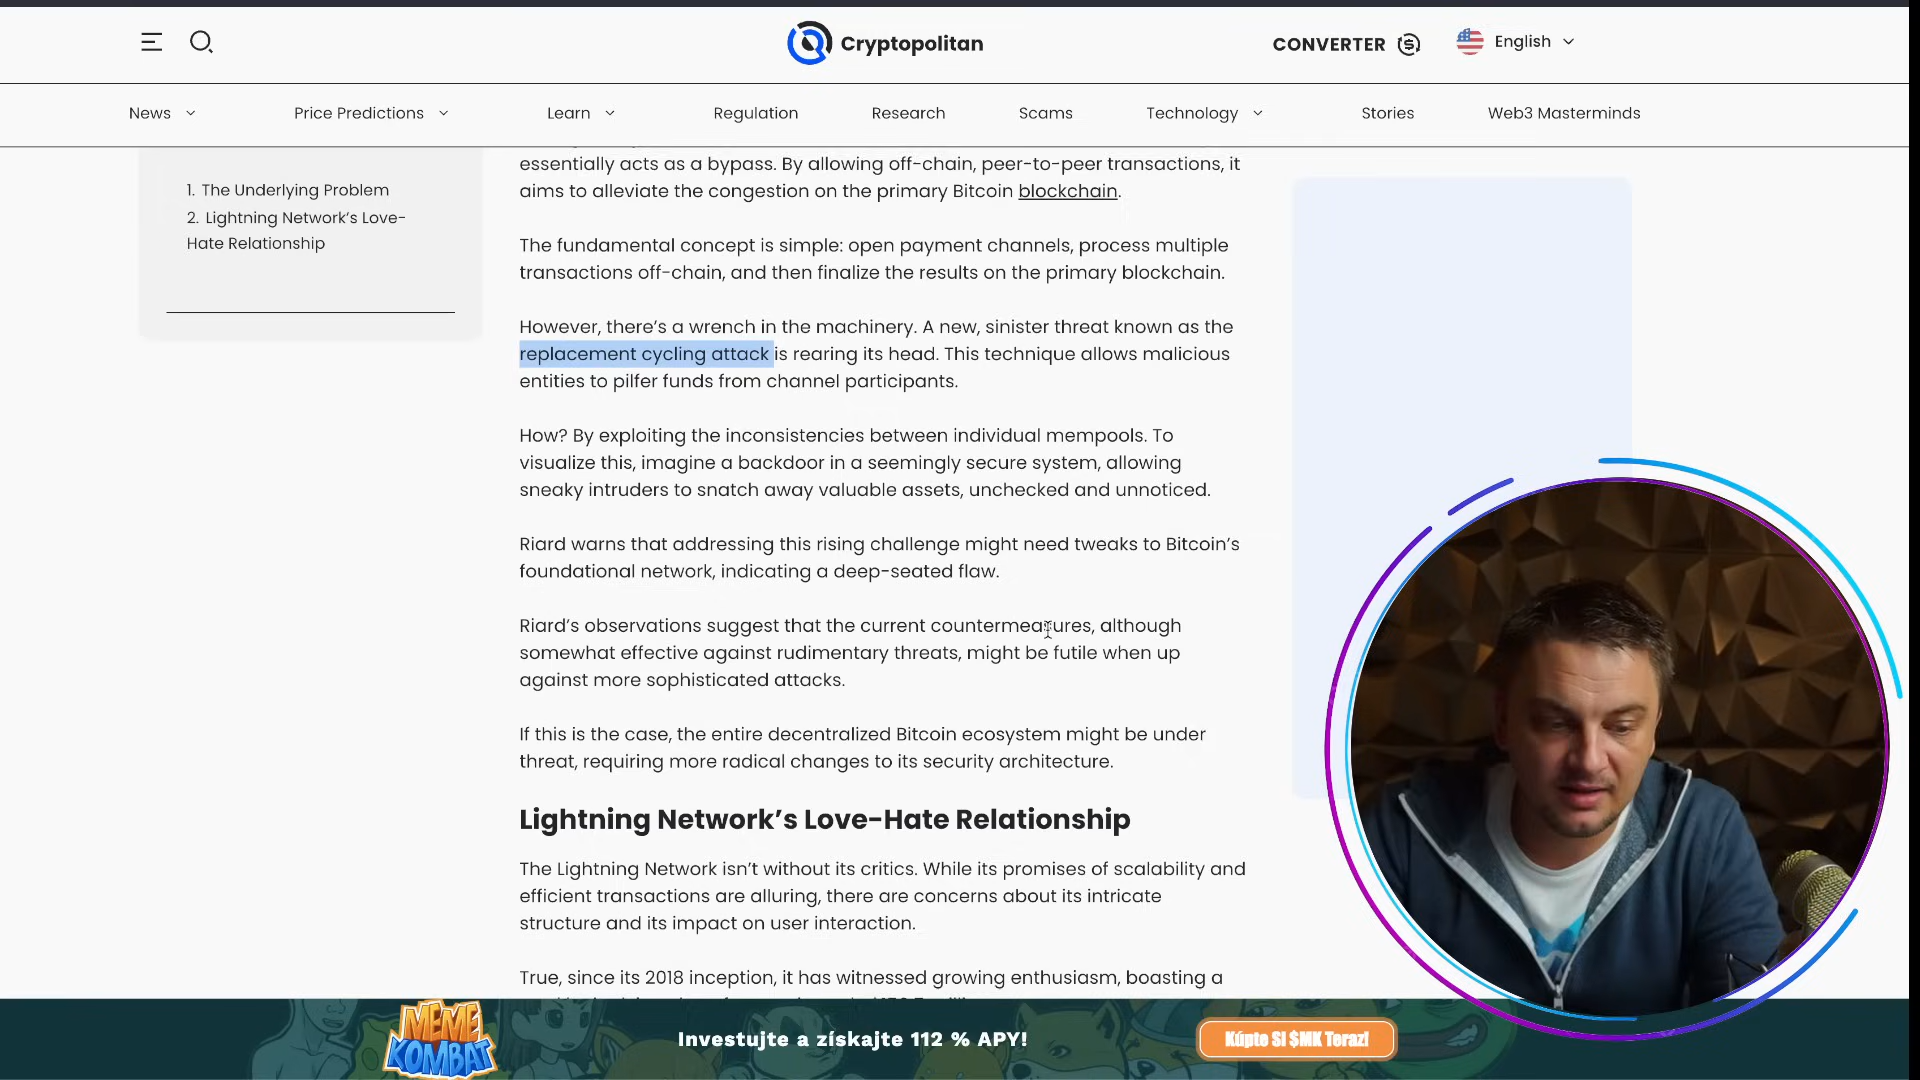 Cryptopolitan
CONVERTER
English
News
Price Predictions
Learn
Regulation
Research
Scams
Technology
Stories
Web3 Masterminds
1. The Underlying Problem
2. Lightning Network’s Love-
Hate Relationship
essentially acts as a bypass. By allowing off-chain, peer-to-peer transactions, it
aims to alleviate the congestion on the primary Bitcoin blockchain.
The fundamental concept is simple: open payment channels, process multiple
transactions off-chain, and then finalize the results on the primary blockchain.
However, there’s a wrench in the machinery. A new, sinister threat known as the
replacement cycling attack is rearing its head. This technique allows malicious
entities to pilfer funds from channel participants.
How? By exploiting the inconsistencies between individual mempools. To
visualize this, imagine a backdoor in a seemingly secure system, allowing
sneaky intruders to snatch away valuable assets, unchecked and unnoticed.
Riard warns that addressing this rising challenge might need tweaks to Bitcoin’s
foundational network, indicating a deep-seated flaw.
Riard’s observations suggest that the current countermeasures, although
somewhat effective against rudimentary threats, might be futile when up
against more sophisticated attacks.
If this is the case, the entire decentralized Bitcoin ecosystem might be under
threat, requiring more radical changes to its security architecture.
Lightning Network’s Love-Hate Relationship
The Lightning Network isn’t without its critics. While its promises of scalability and
efficient transactions are alluring, there are concerns about its intricate
structure and its impact on user interaction.
True, since its 2018 inception, it has witnessed growing enthusiasm, boasting a
MEME
KOMBAT
Investujte a získajte 112 % APY!
Kúpte Si $MK Teraz!